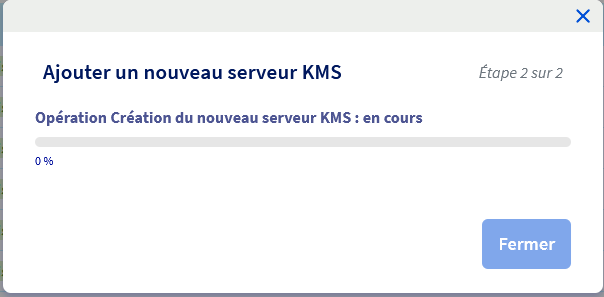 Ajouter un nouveau serveur KMS
Étape 2 sur 2
Opération Création du nouveau serveur KMS : en cours
0 %
Fermer